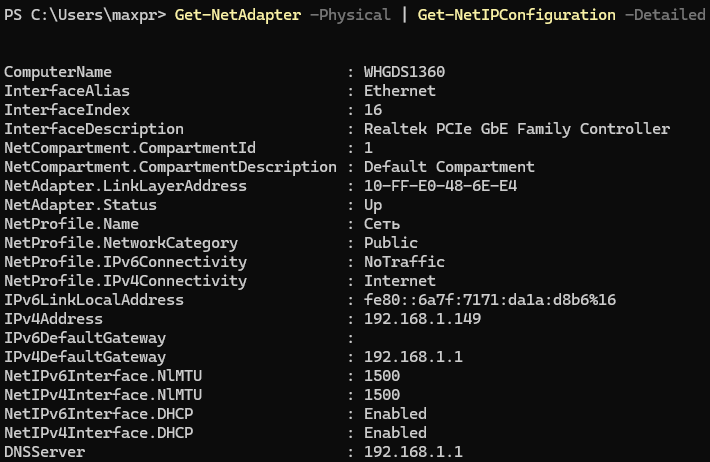 PS C:\Users\maxpr> Get-NetAdapter -Physical | Get-NetIPConfiguration -Detailed
ComputerName : WHGDS1360
InterfaceAlias : Ethernet
InterfaceIndex : 16
InterfaceDescription : Realtek PCIe GbE Family Controller
NetCompartment.CompartmentId : 1
NetCompartment.CompartmentDescription : Default Compartment
NetAdapter.LinkLayerAddress : 10-FF-E0-48-6E-E4
NetAdapter.Status : Up
NetProfile.Name : Сеть
NetProfile.NetworkCategory : Public
NetProfile.IPv6Connectivity : NoTraffic
NetProfile.IPv4Connectivity : Internet
IPv6LinkLocalAddress : fe80::6a7f:7171:da1a:d8b6%16
IPv4Address : 192.168.1.149
IPv6DefaultGateway :
IPv4DefaultGateway : 192.168.1.1
NetIPv6Interface.NlMTU : 1500
NetIPv4Interface.NlMTU : 1500
NetIPv6Interface.DHCP : Enabled
NetIPv4Interface.DHCP : Enabled
DNSServer : 192.168.1.1